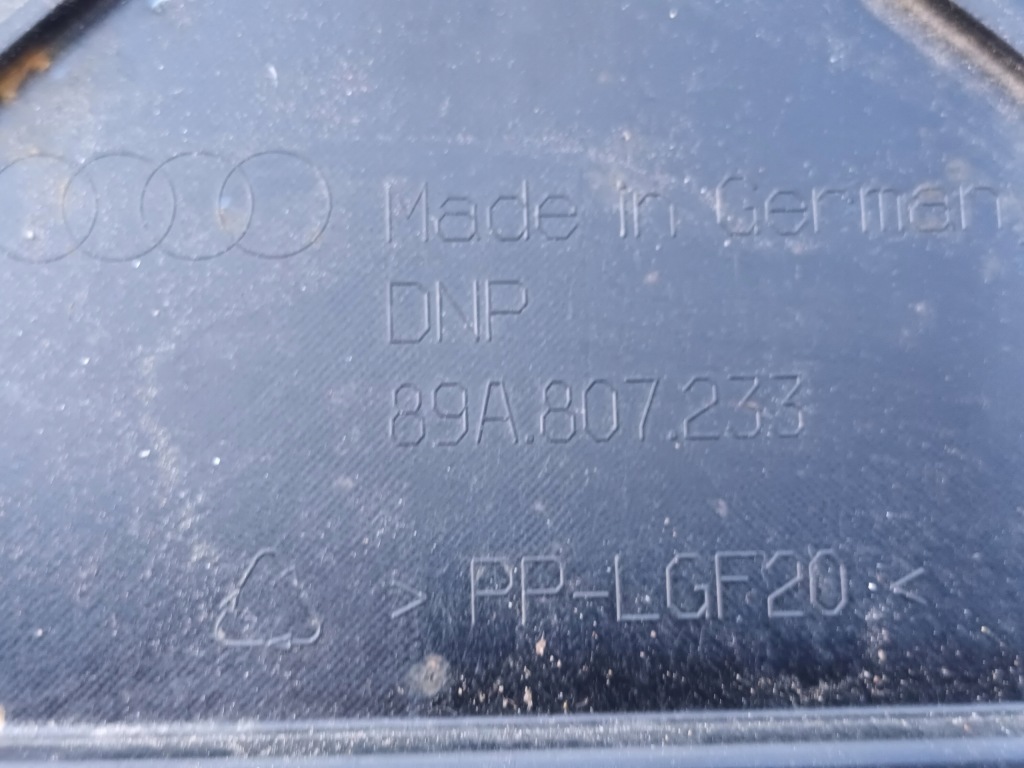 Made in German
DNP
89A.807.233
> PP-LGF20 <